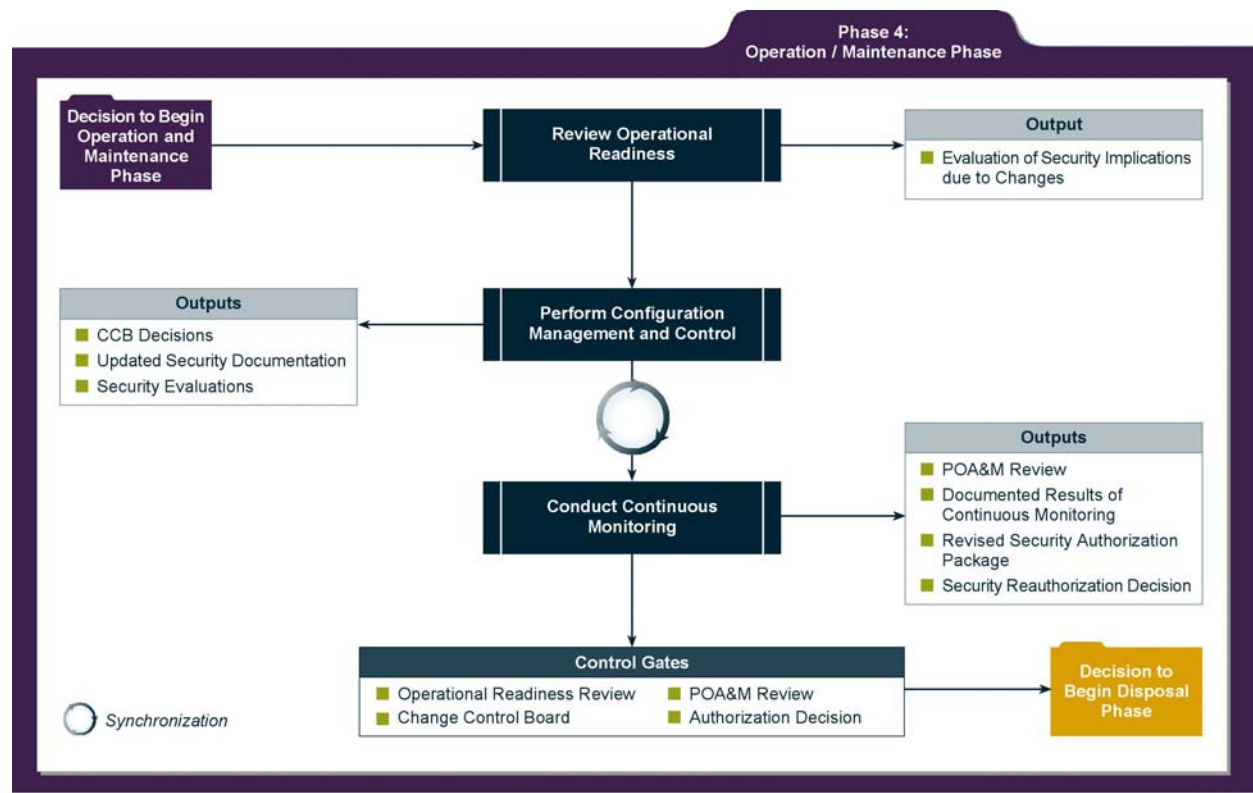 Phase 4:
Operation / Maintenance Phase
Decision to Begin
Operation and
Maintenance
Phase
Review Operational
Readiness
Output
Evaluation of Security Implications
due to Changes
Outputs
CCB Decisions
Updated Security Documentation
Security Evaluations
Perform Configuration
Management and Control
Conduct Continuous
Monitoring
Outputs
POA&M Review
Documented Results of
Continuous Monitoring
Revised Security Authorization
Package
Security Reauthorization Decision
Control Gates
Operational Readiness Review
Change Control Board
POA&M Review
Authorization Decision
Decision to
Begin Disposal
Phase
Synchronization